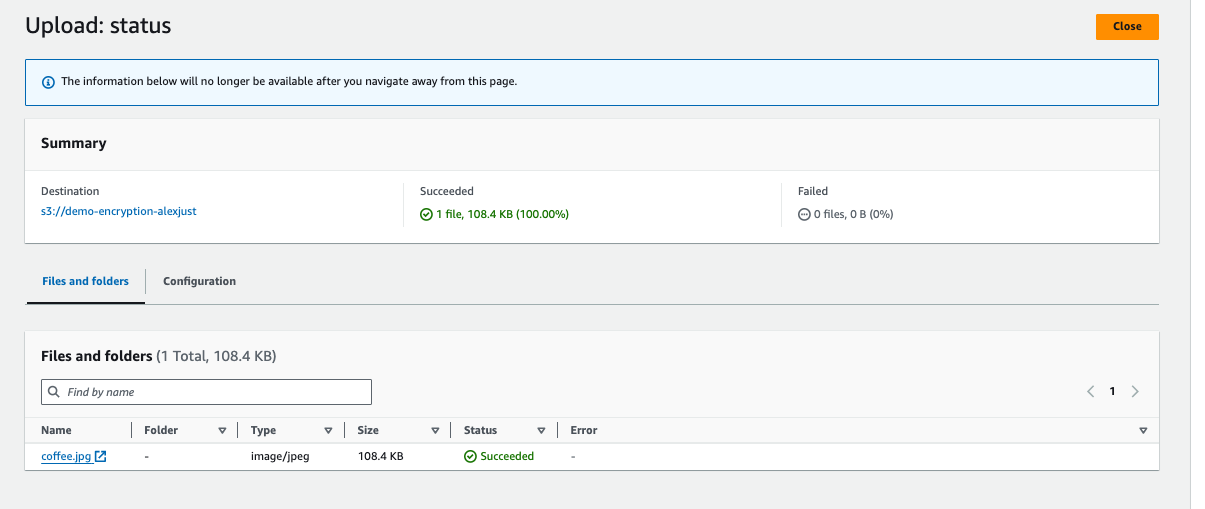 Upload: status
Close
The information below will no longer be available after you navigate away from this page.
Summary
Destination
s3://demo-encryption-alexjust
Succeeded
1 file, 108.4 KB (100.00%)
Failed
0 files, 0 B (0%)
Files and folders
Configuration
Files and folders (1 Total, 108.4 KB)
Find by name
1
Name Folder Type Size Status Error
coffee.jpg - image/jpeg 108.4 KB Succeeded -